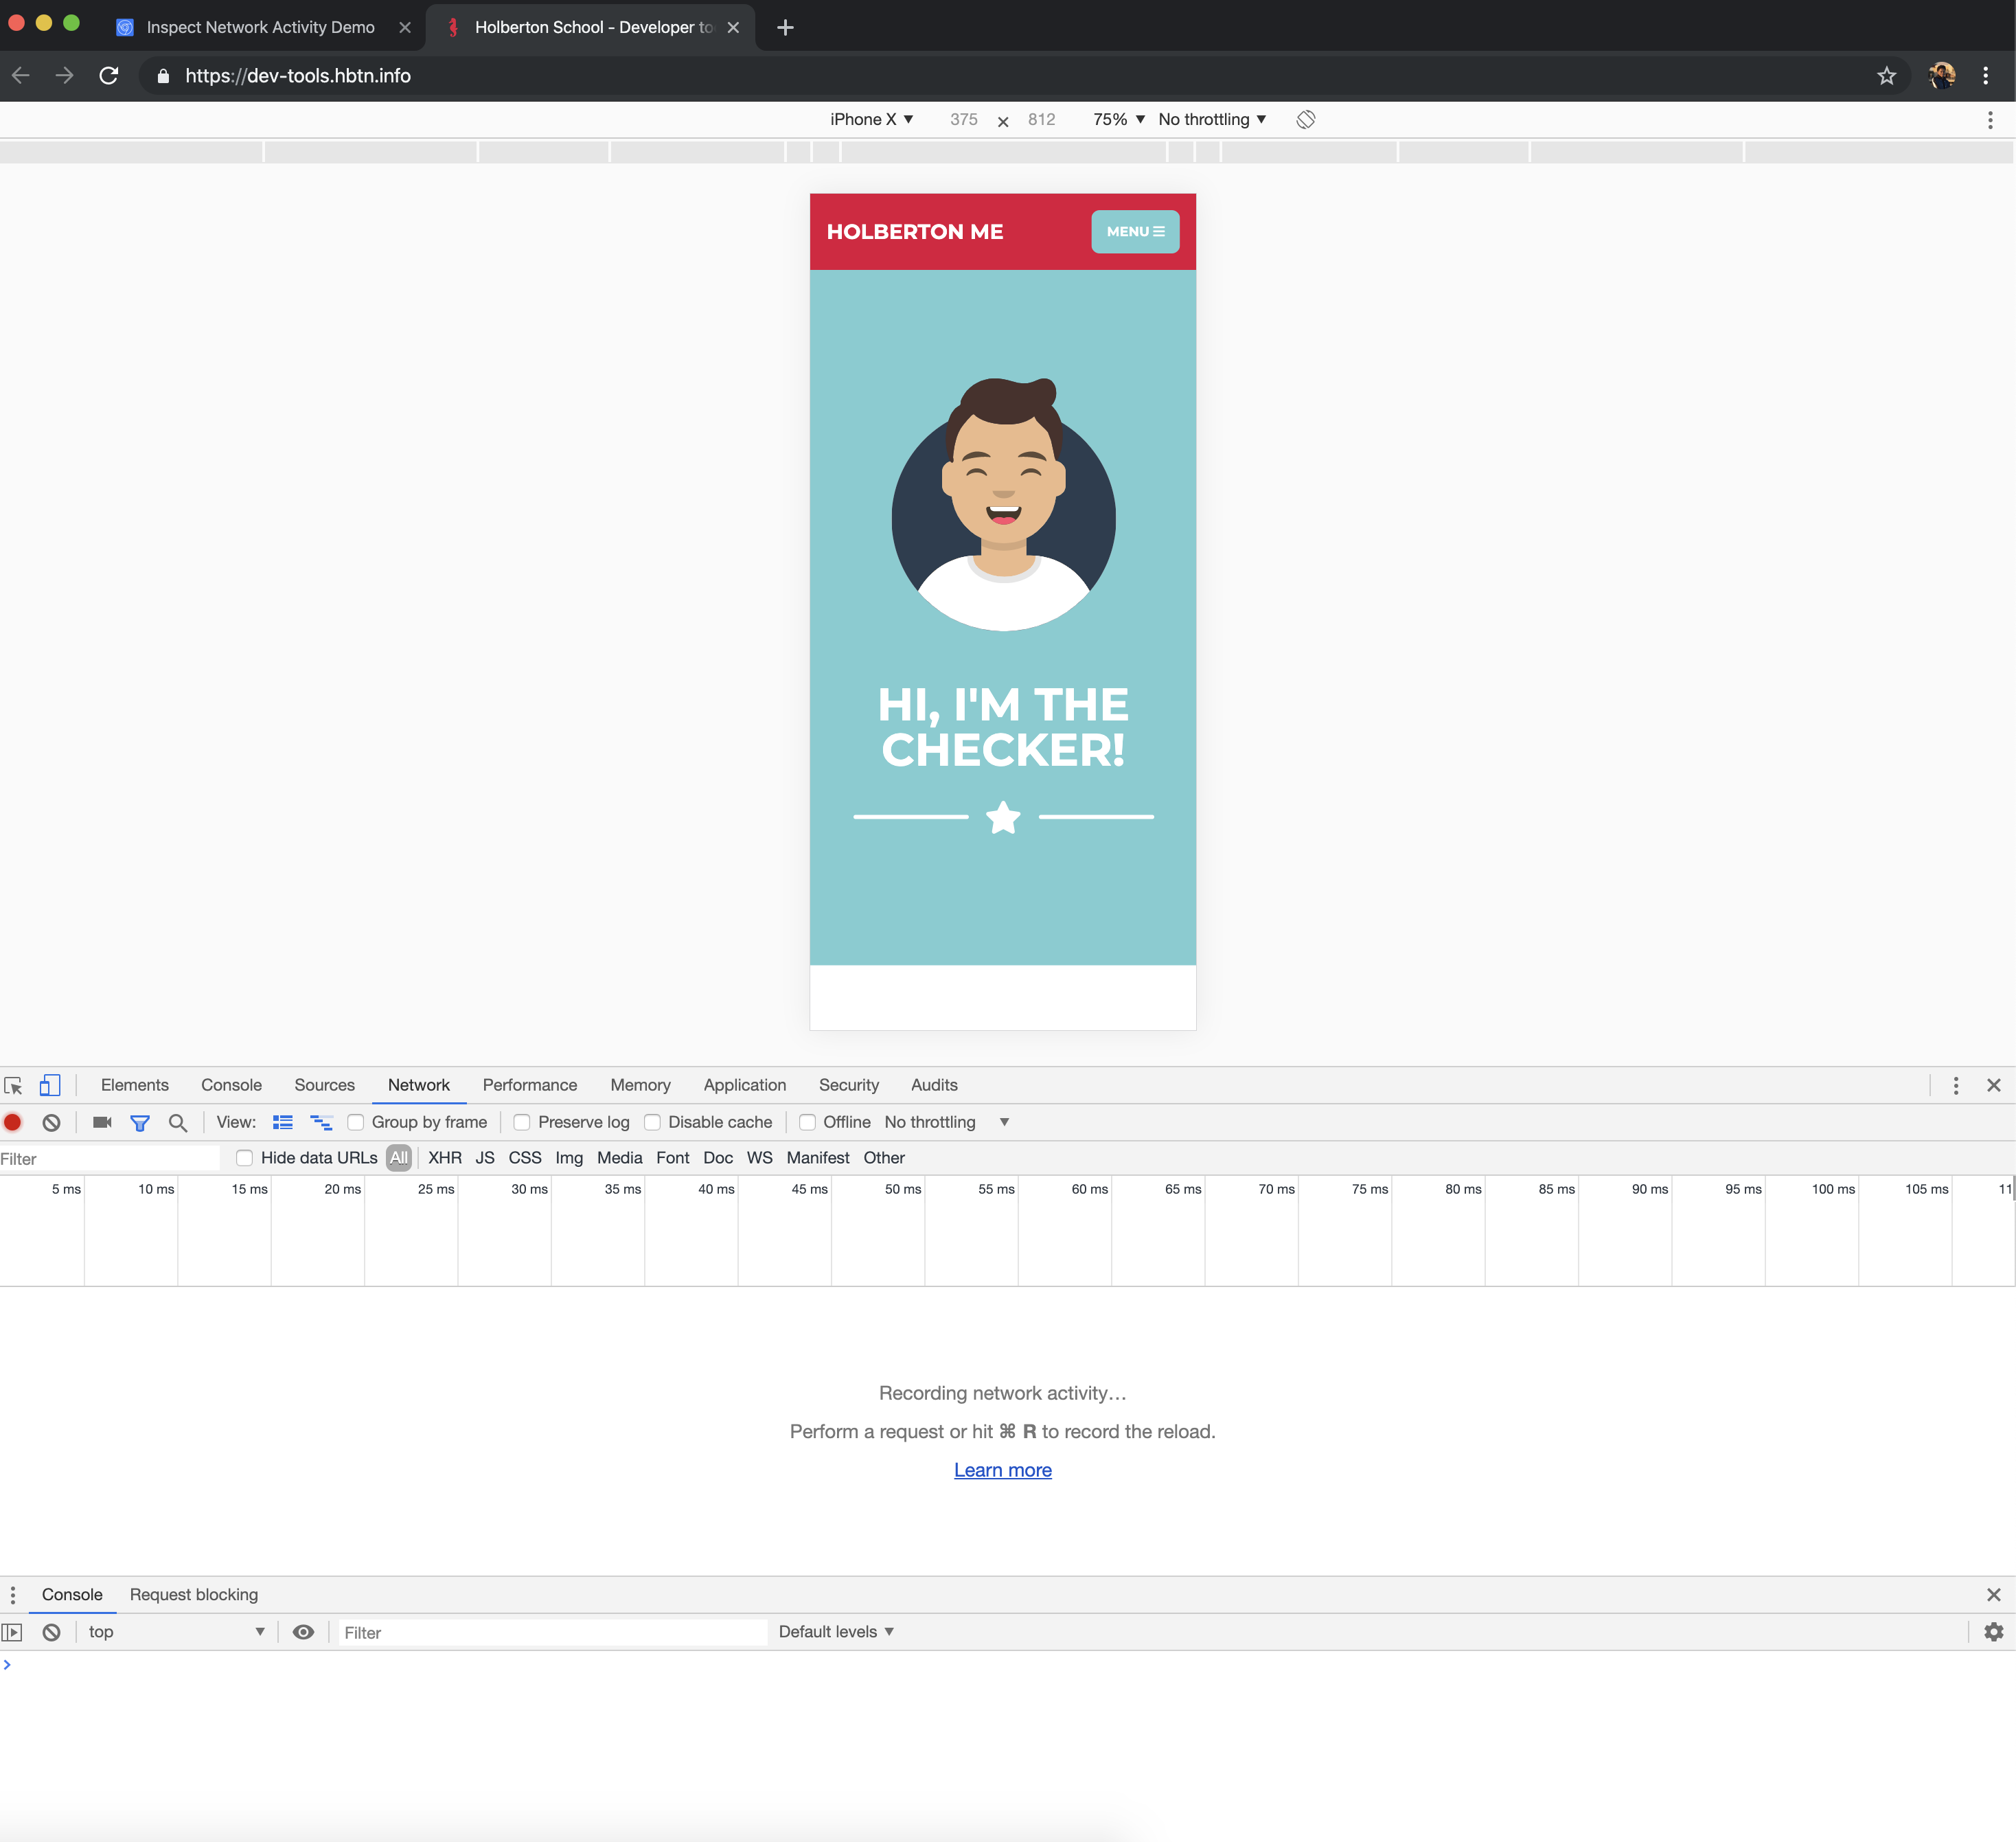 Inspect Network Activity Demo
Holberton School - Developer to
https://dev-tools.hbtn.info
iPhone X ▼ 375 × 812 75% ▼ No throttling ▼
HOLBERTON ME
MENU
HI, I'M THE
CHECKER!
Elements Console Sources Network Performance Memory Application Security Audits
View: Group by frame Preserve log Disable cache Offline No throttling ▼
Filter Hide data URLs All XHR JS CSS Img Media Font Doc WS Manifest Other
5 ms 10 ms 15 ms 20 ms 25 ms 30 ms 35 ms 40 ms 45 ms 50 ms 55 ms 60 ms 65 ms 70 ms 75 ms 80 ms 85 ms 90 ms 95 ms 100 ms 105 ms 11
Recording network activity…
Perform a request or hit ⌘ R to record the reload.
Learn more
Console Request blocking
top ▼ Filter Default levels ▼